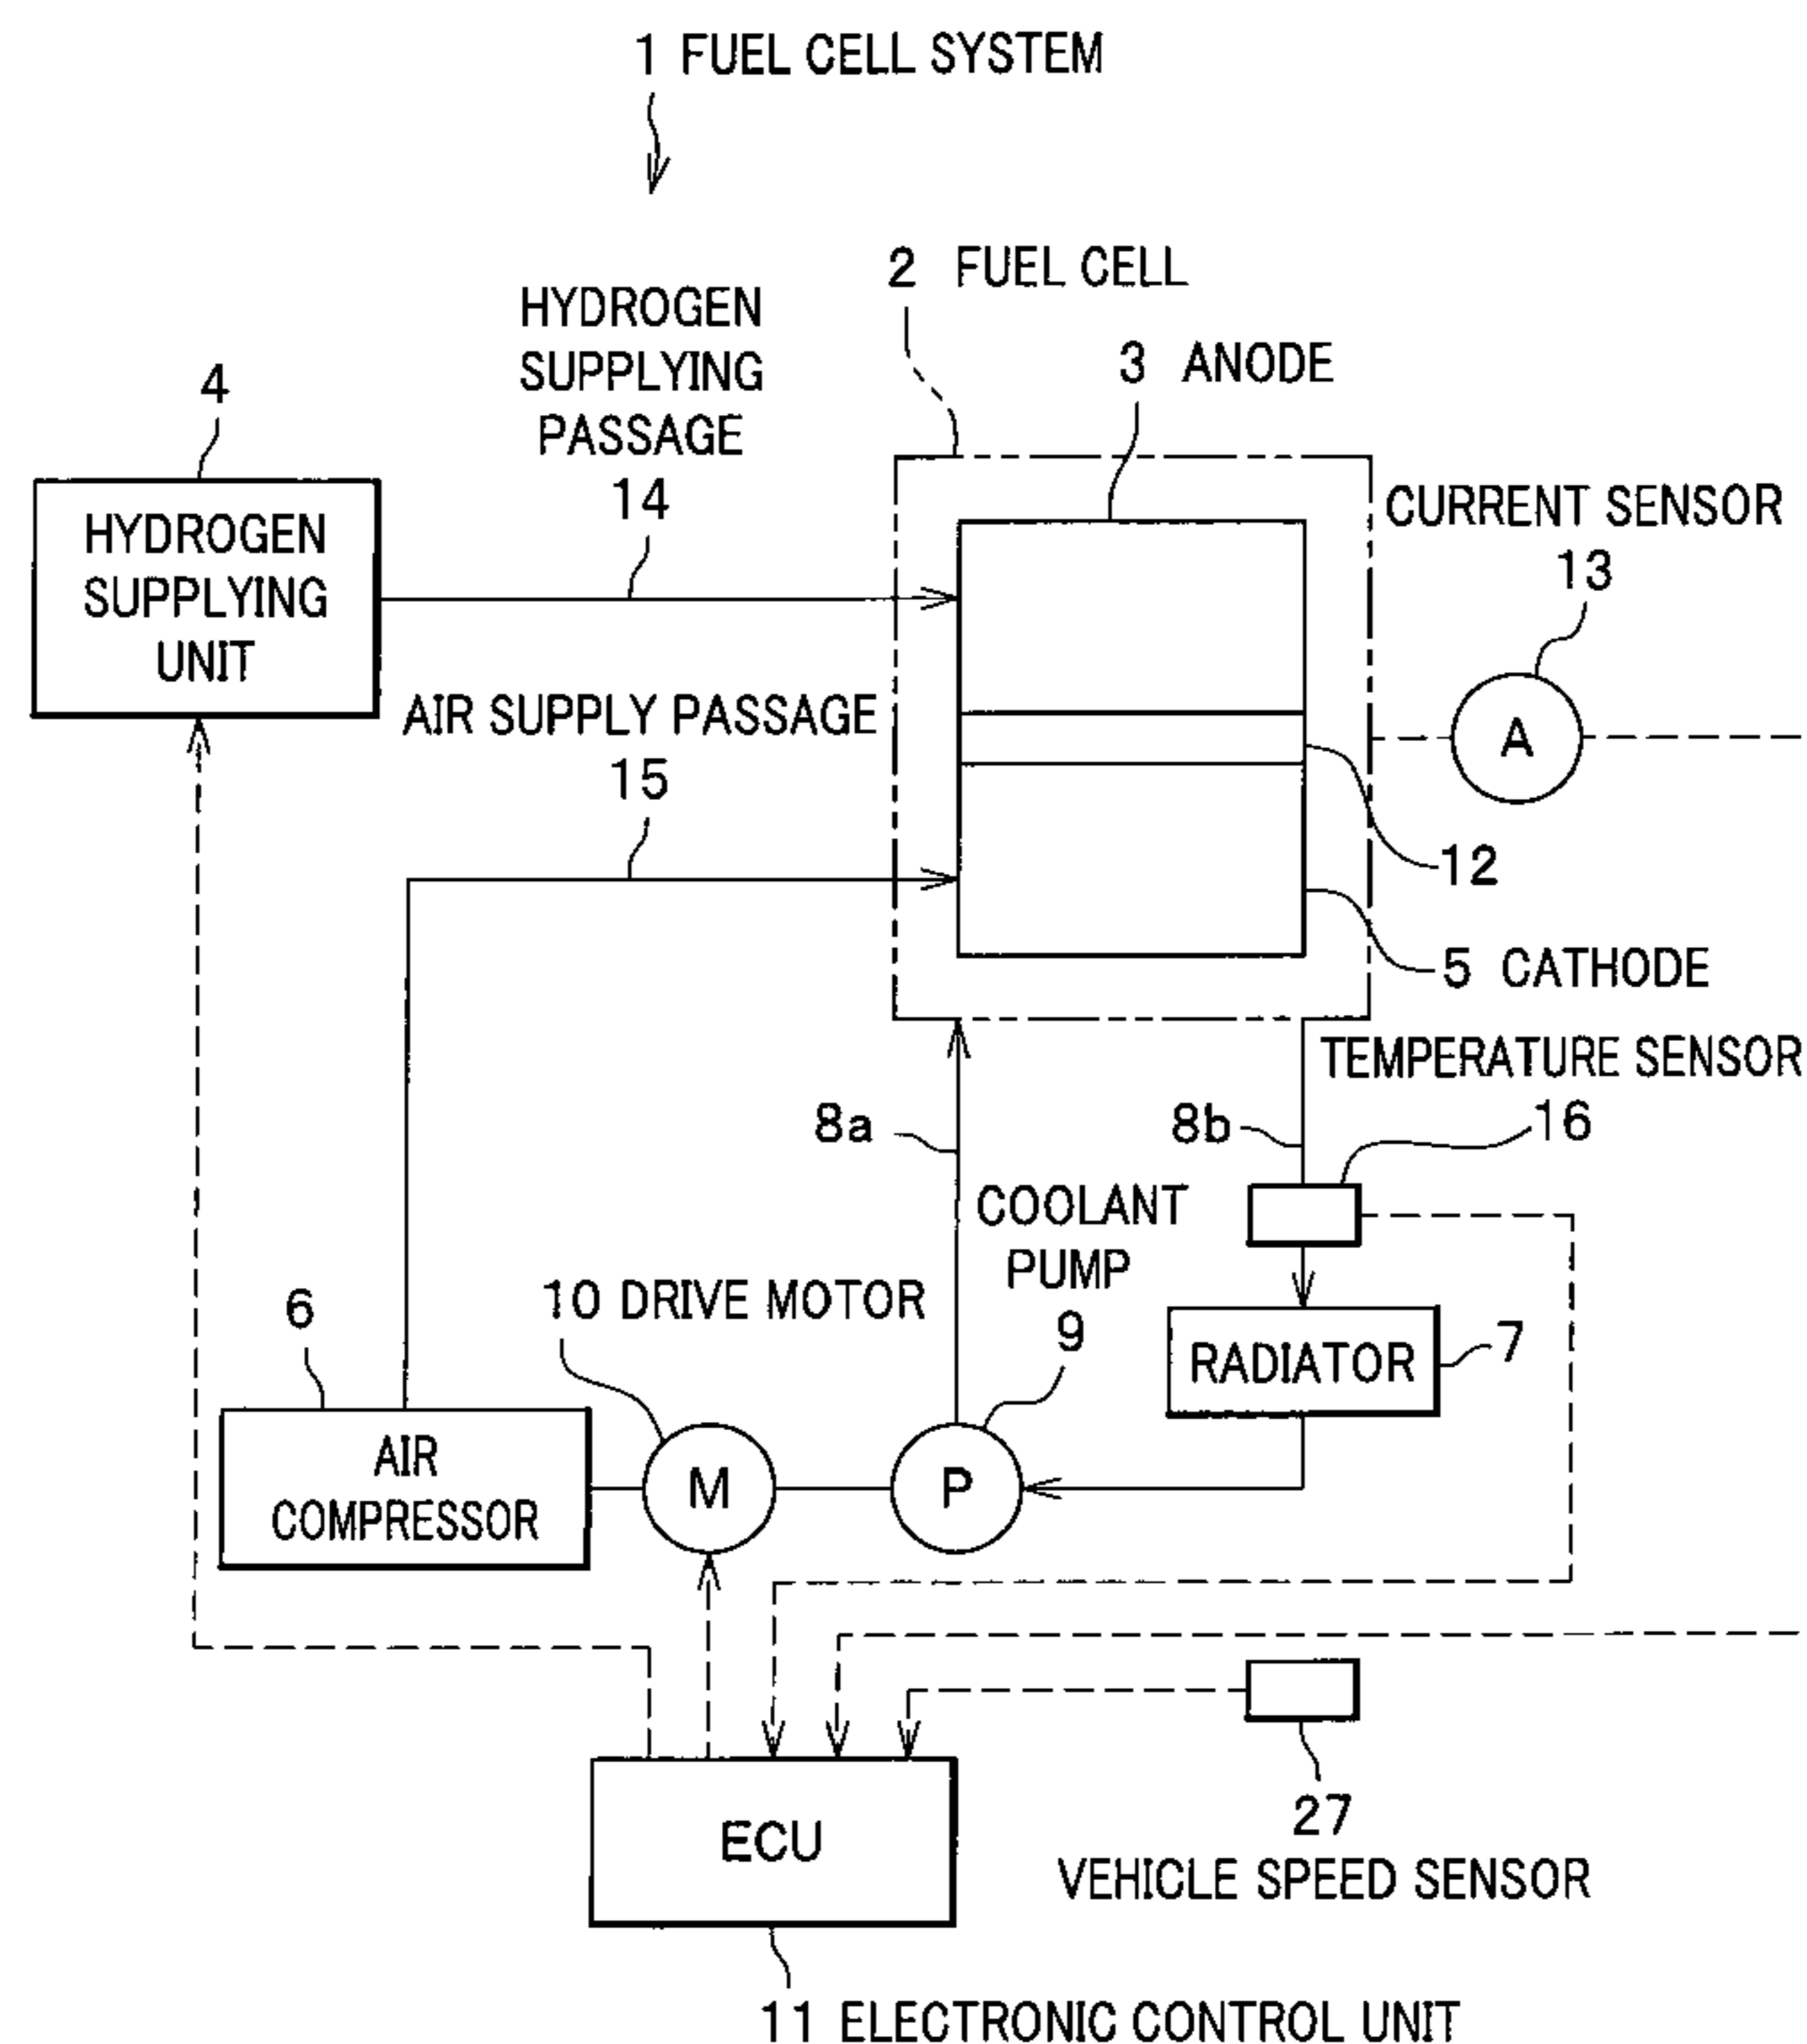 1 FUEL CELL SYSTEM
2 FUEL CELL
HYDROGEN
SUPPLYING
PASSAGE
14
3 ANODE
4
HYDROGEN
SUPPLYING
UNIT
CURRENT SENSOR
13
A
AIR SUPPLY PASSAGE
15
12
5 CATHODE
TEMPERATURE SENSOR
16
8a
8b
COOLANT
PUMP
9
10 DRIVE MOTOR
6
RADIATOR
7
AIR
COMPRESSOR
M
P
ECU
27
VEHICLE SPEED SENSOR
11 ELECTRONIC CONTROL UNIT